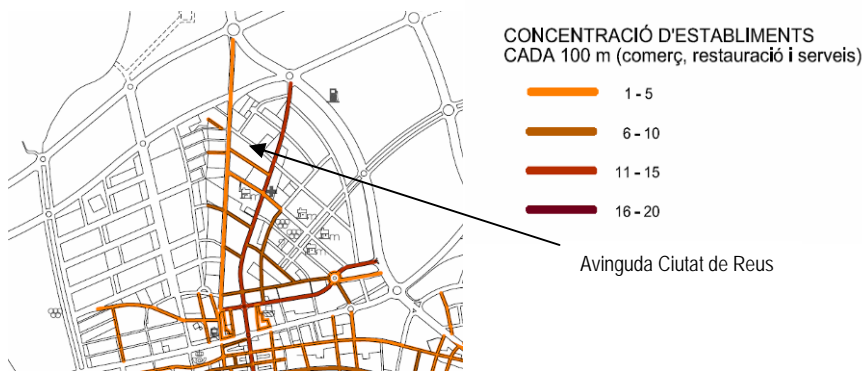 CONCENTRACIÓ D'ESTABLIMENTS
CADA 100 m (comerç, restauració i serveis)
1 - 5
6 - 10
11 - 15
16 - 20
Avinguda Ciutat de Reus